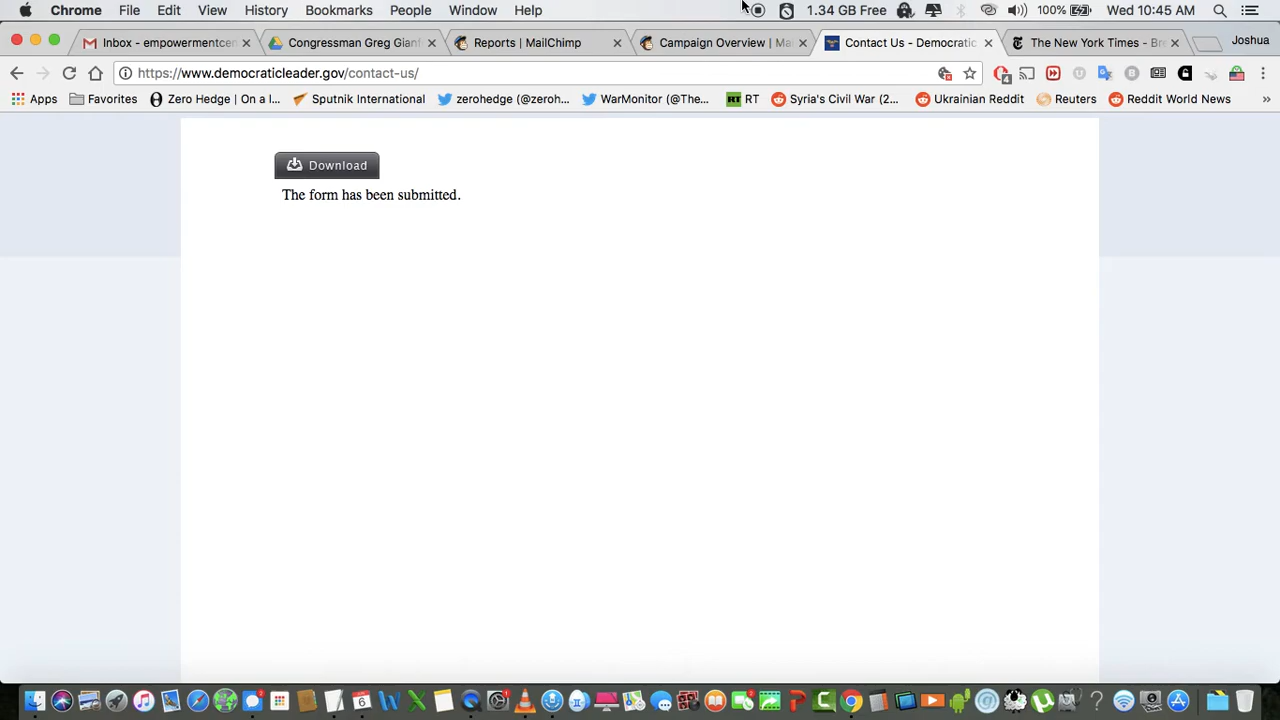 Chrome File Edit View History Bookmarks People Window Help 1.34 GB Free 100% Wed 10:45 AM
Inbox - empowermentcen Congressman Greg Gianf Reports | MailChimp Campaign Overview | Ma Contact Us - Democratic The New York Times - Bre Joshua
https://www.democraticleader.gov/contact-us/
Apps Favorites Zero Hedge | On a l... Sputnik International zerohedge (@zeroh... WarMonitor (@The... RT RT Syria's Civil War (2... Ukrainian Reddit Reuters Reddit World News »
Download
The form has been submitted.